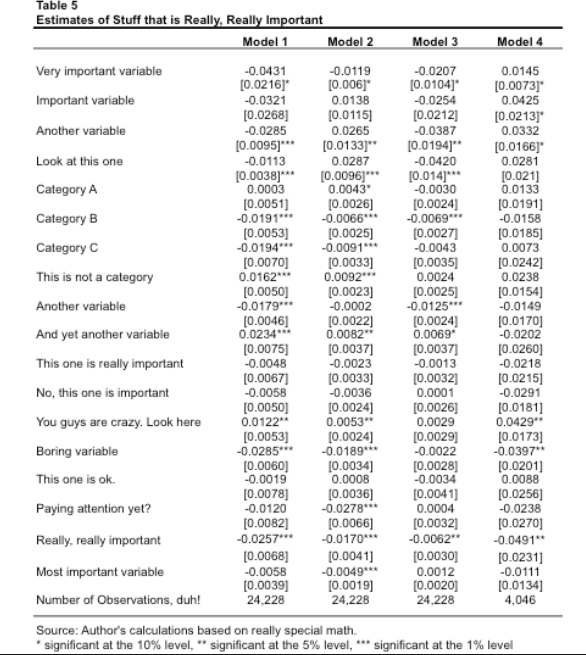 Table 5
Estimates of Stuff that is Really, Really Important
Model 1 Model 2 Model 3 Model 4
Very important variable -0.0431 -0.0119 -0.0207 0.0145
[0.0216]* [0.006]* [0.0104]* [0.0073]*
Important variable -0.0321 0.0138 -0.0254 0.0425
[0.0268] [0.0115] [0.0212] [0.0213]*
Another variable -0.0285 0.0265 -0.0387 0.0332
[0.0095]*** [0.0133]** [0.0194]** [0.0166]*
Look at this one -0.0113 0.0287 -0.0420 0.0281
[0.0038]*** [0.0096]*** [0.014]*** [0.021]
Category A 0.0003 0.0043* -0.0030 0.0133
[0.0051] [0.0026] [0.0024] [0.0191]
Category B -0.0191*** -0.0066*** -0.0069*** -0.0158
[0.0053] [0.0025] [0.0027] [0.0185]
Category C -0.0194*** -0.0091*** -0.0043 0.0073
[0.0070] [0.0033] [0.0035] [0.0242]
This is not a category 0.0162*** 0.0092*** 0.0024 0.0238
[0.0050] [0.0023] [0.0025] [0.0154]
Another variable -0.0179*** -0.0002 -0.0125*** -0.0149
[0.0046] [0.0022] [0.0024] [0.0170]
And yet another variable 0.0234*** 0.0082** 0.0069* -0.0202
[0.0075] [0.0037] [0.0037] [0.0260]
This one is really important -0.0048 -0.0023 -0.0013 -0.0218
[0.0067] [0.0033] [0.0032] [0.0215]
No, this one is important -0.0058 -0.0036 0.0001 -0.0291
[0.0050] [0.0024] [0.0026] [0.0181]
You guys are crazy. Look here 0.0122** 0.0053** 0.0029 0.0429**
[0.0053] [0.0024] [0.0029] [0.0173]
Boring variable -0.0285*** -0.0189*** -0.0022 -0.0397**
[0.0060] [0.0034] [0.0028] [0.0201]
This one is ok. -0.0019 0.0008 -0.0034 0.0088
[0.0078] [0.0036] [0.0041] [0.0256]
Paying attention yet? -0.0120 -0.0278*** 0.0004 -0.0238
[0.0082] [0.0066] [0.0032] [0.0270]
Really, really important -0.0257*** -0.0170*** -0.0062** -0.0491**
[0.0068] [0.0041] [0.0030] [0.0231]
Most important variable -0.0058 -0.0049*** 0.0012 -0.0111
[0.0039] [0.0019] [0.0020] [0.0134]
Number of Observations, duh! 24,228 24,228 24,228 4,046
Source: Author's calculations based on really special math.
* significant at the 10% level, ** significant at the 5% level, *** significant at the 1% level